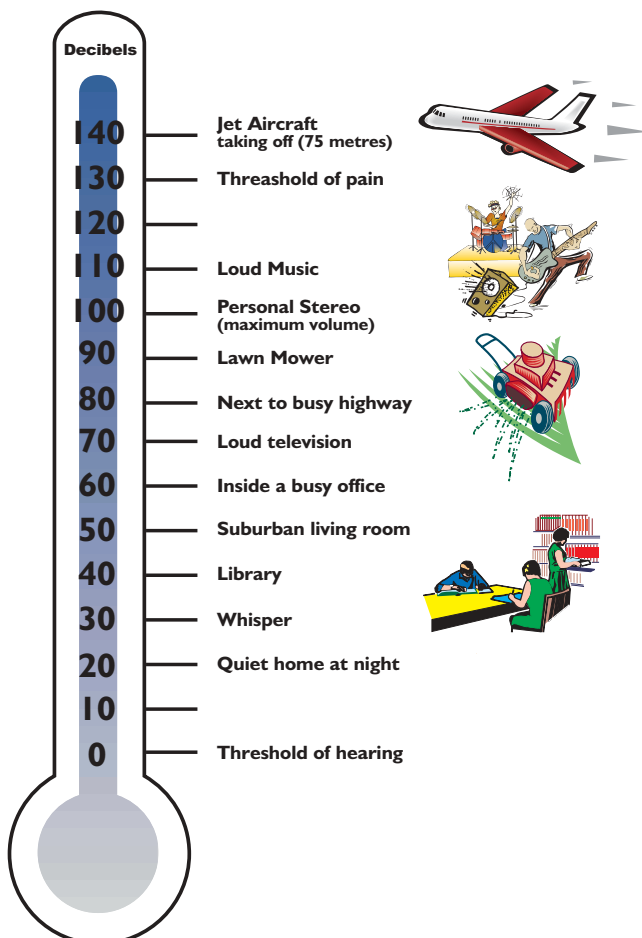 Decibels
140 Jet Aircraft
taking off (75 metres)
130 Threashold of pain
120
110 Loud Music
100 Personal Stereo
(maximum volume)
90 Lawn Mower
80 Next to busy highway
70 Loud television
60 Inside a busy office
50 Suburban living room
40 Library
30 Whisper
20 Quiet home at night
10
0 Threshold of hearing